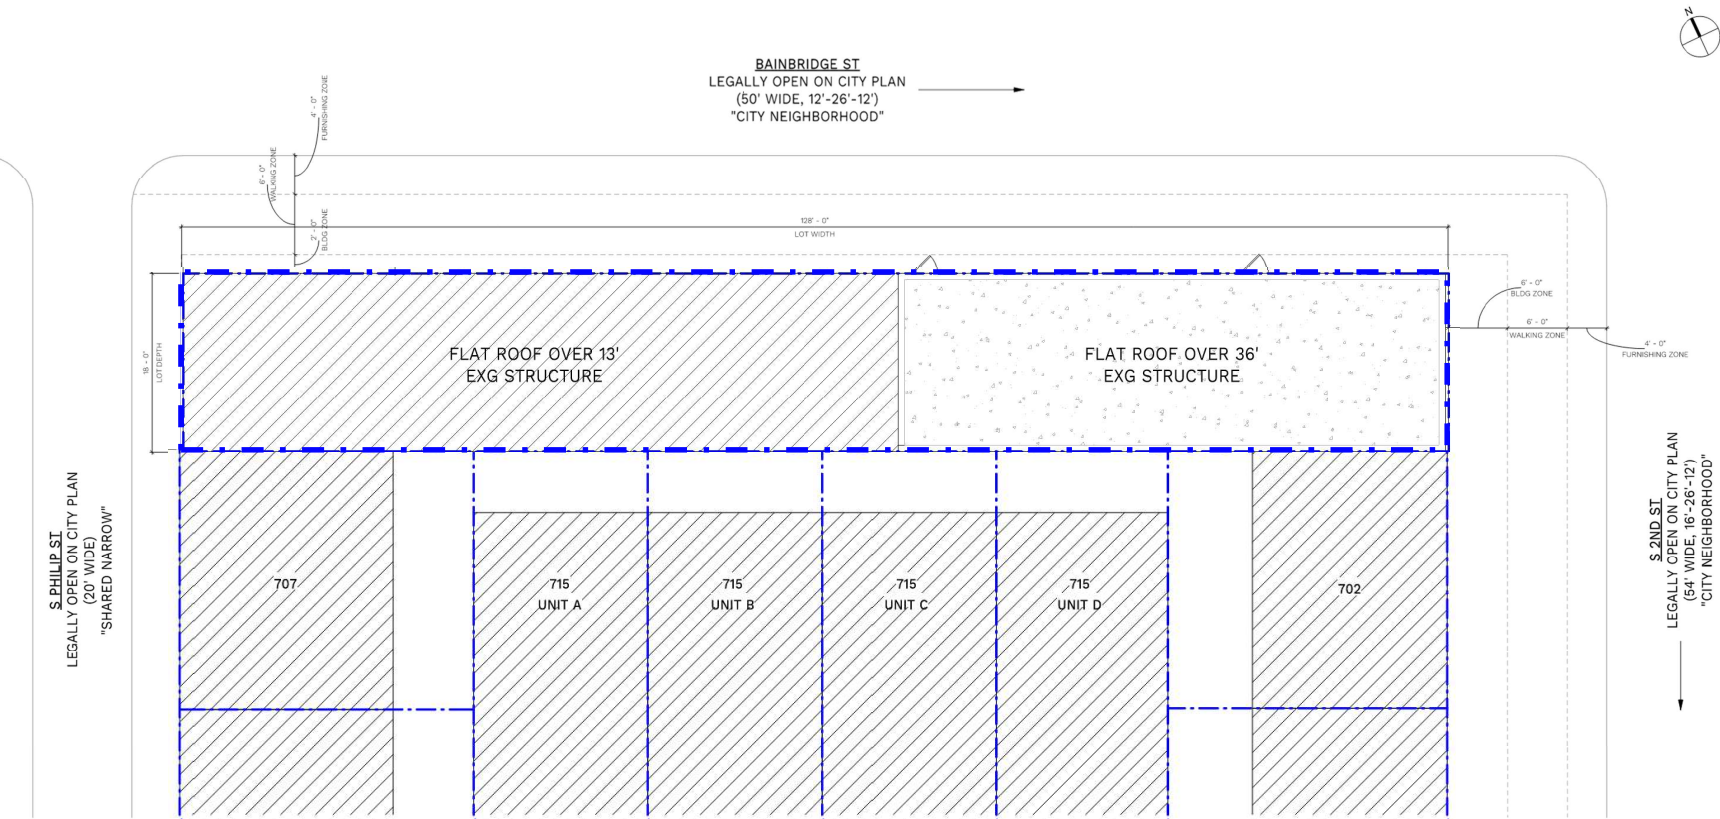 N
BAINBRIDGE ST
LEGALLY OPEN ON CITY PLAN
(50' WIDE, 12'-26'-12')
"CITY NEIGHBORHOOD"
4' - 0"
FURNISHING ZONE
6' - 0"
WALKING ZONE
2' - 0"
BLDG ZONE
128' - 0"
LOT WIDTH
18' - 0"
LOT DEPTH
FLAT ROOF OVER 13'
EXG STRUCTURE
FLAT ROOF OVER 36'
EXG STRUCTURE
6' - 0"
BLDG ZONE
6' - 0"
WALKING ZONE
4' - 0"
FURNISHING ZONE
S PHILIP ST
LEGALLY OPEN ON CITY PLAN
(20' WIDE)
"SHARED NARROW"
707
715
UNIT A
715
UNIT B
715
UNIT C
715
UNIT D
702
S 2ND ST
LEGALLY OPEN ON CITY PLAN
(54' WIDE, 16'-26'-12')
"CITY NEIGHBORHOOD"